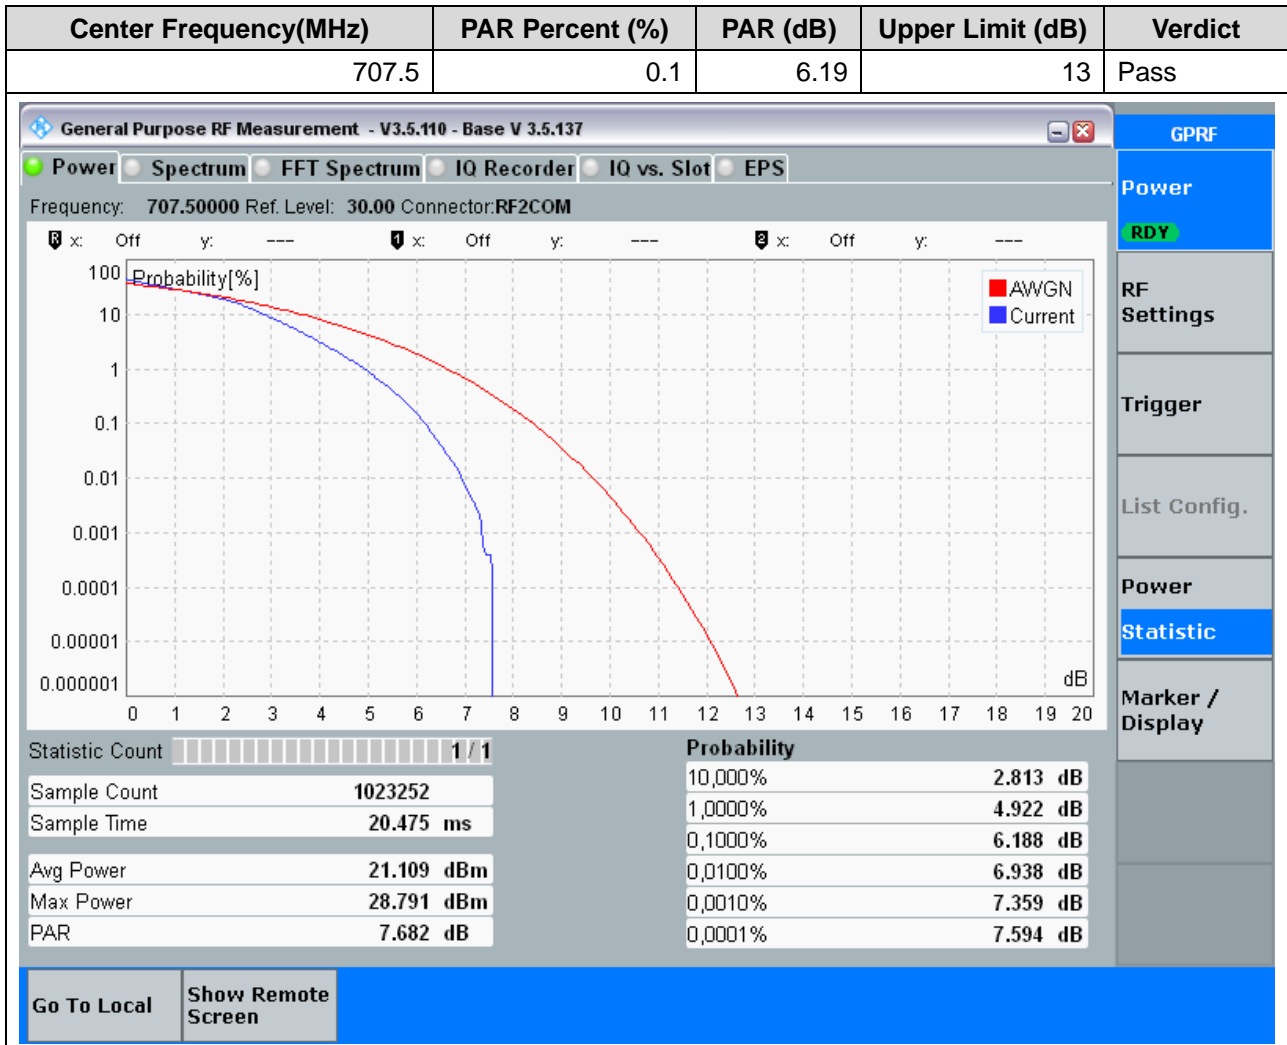 Center Frequency(MHz) PAR Percent (%) PAR (dB) Upper Limit (dB) Verdict
707.5 0.1 6.19 13 Pass
General Purpose RF Measurement - V3.5.110 - Base V 3.5.137
GPRF
Power Spectrum FFT Spectrum IQ Recorder IQ vs. Slot EPS
Power
RDY
Frequency: 707.50000 Ref. Level: 30.00 Connector:RF2COM
R x: Off y: --- 1 x: Off y: --- 2 x: Off y: ---
Probability[%]
AWGN
Current
100
10
1
0.1
0.01
0.001
0.0001
0.00001
0.000001
dB
0 1 2 3 4 5 6 7 8 9 10 11 12 13 14 15 16 17 18 19 20
RF
Settings
Trigger
List Config.
Power
Statistic
Marker /
Display
Statistic Count 1 / 1
Sample Count 1023252
Sample Time 20.475 ms
Avg Power 21.109 dBm
Max Power 28.791 dBm
PAR 7.682 dB
Probability
10,000% 2.813 dB
1,0000% 4.922 dB
0,1000% 6.188 dB
0,0100% 6.938 dB
0,0010% 7.359 dB
0,0001% 7.594 dB
Go To Local
Show Remote
Screen